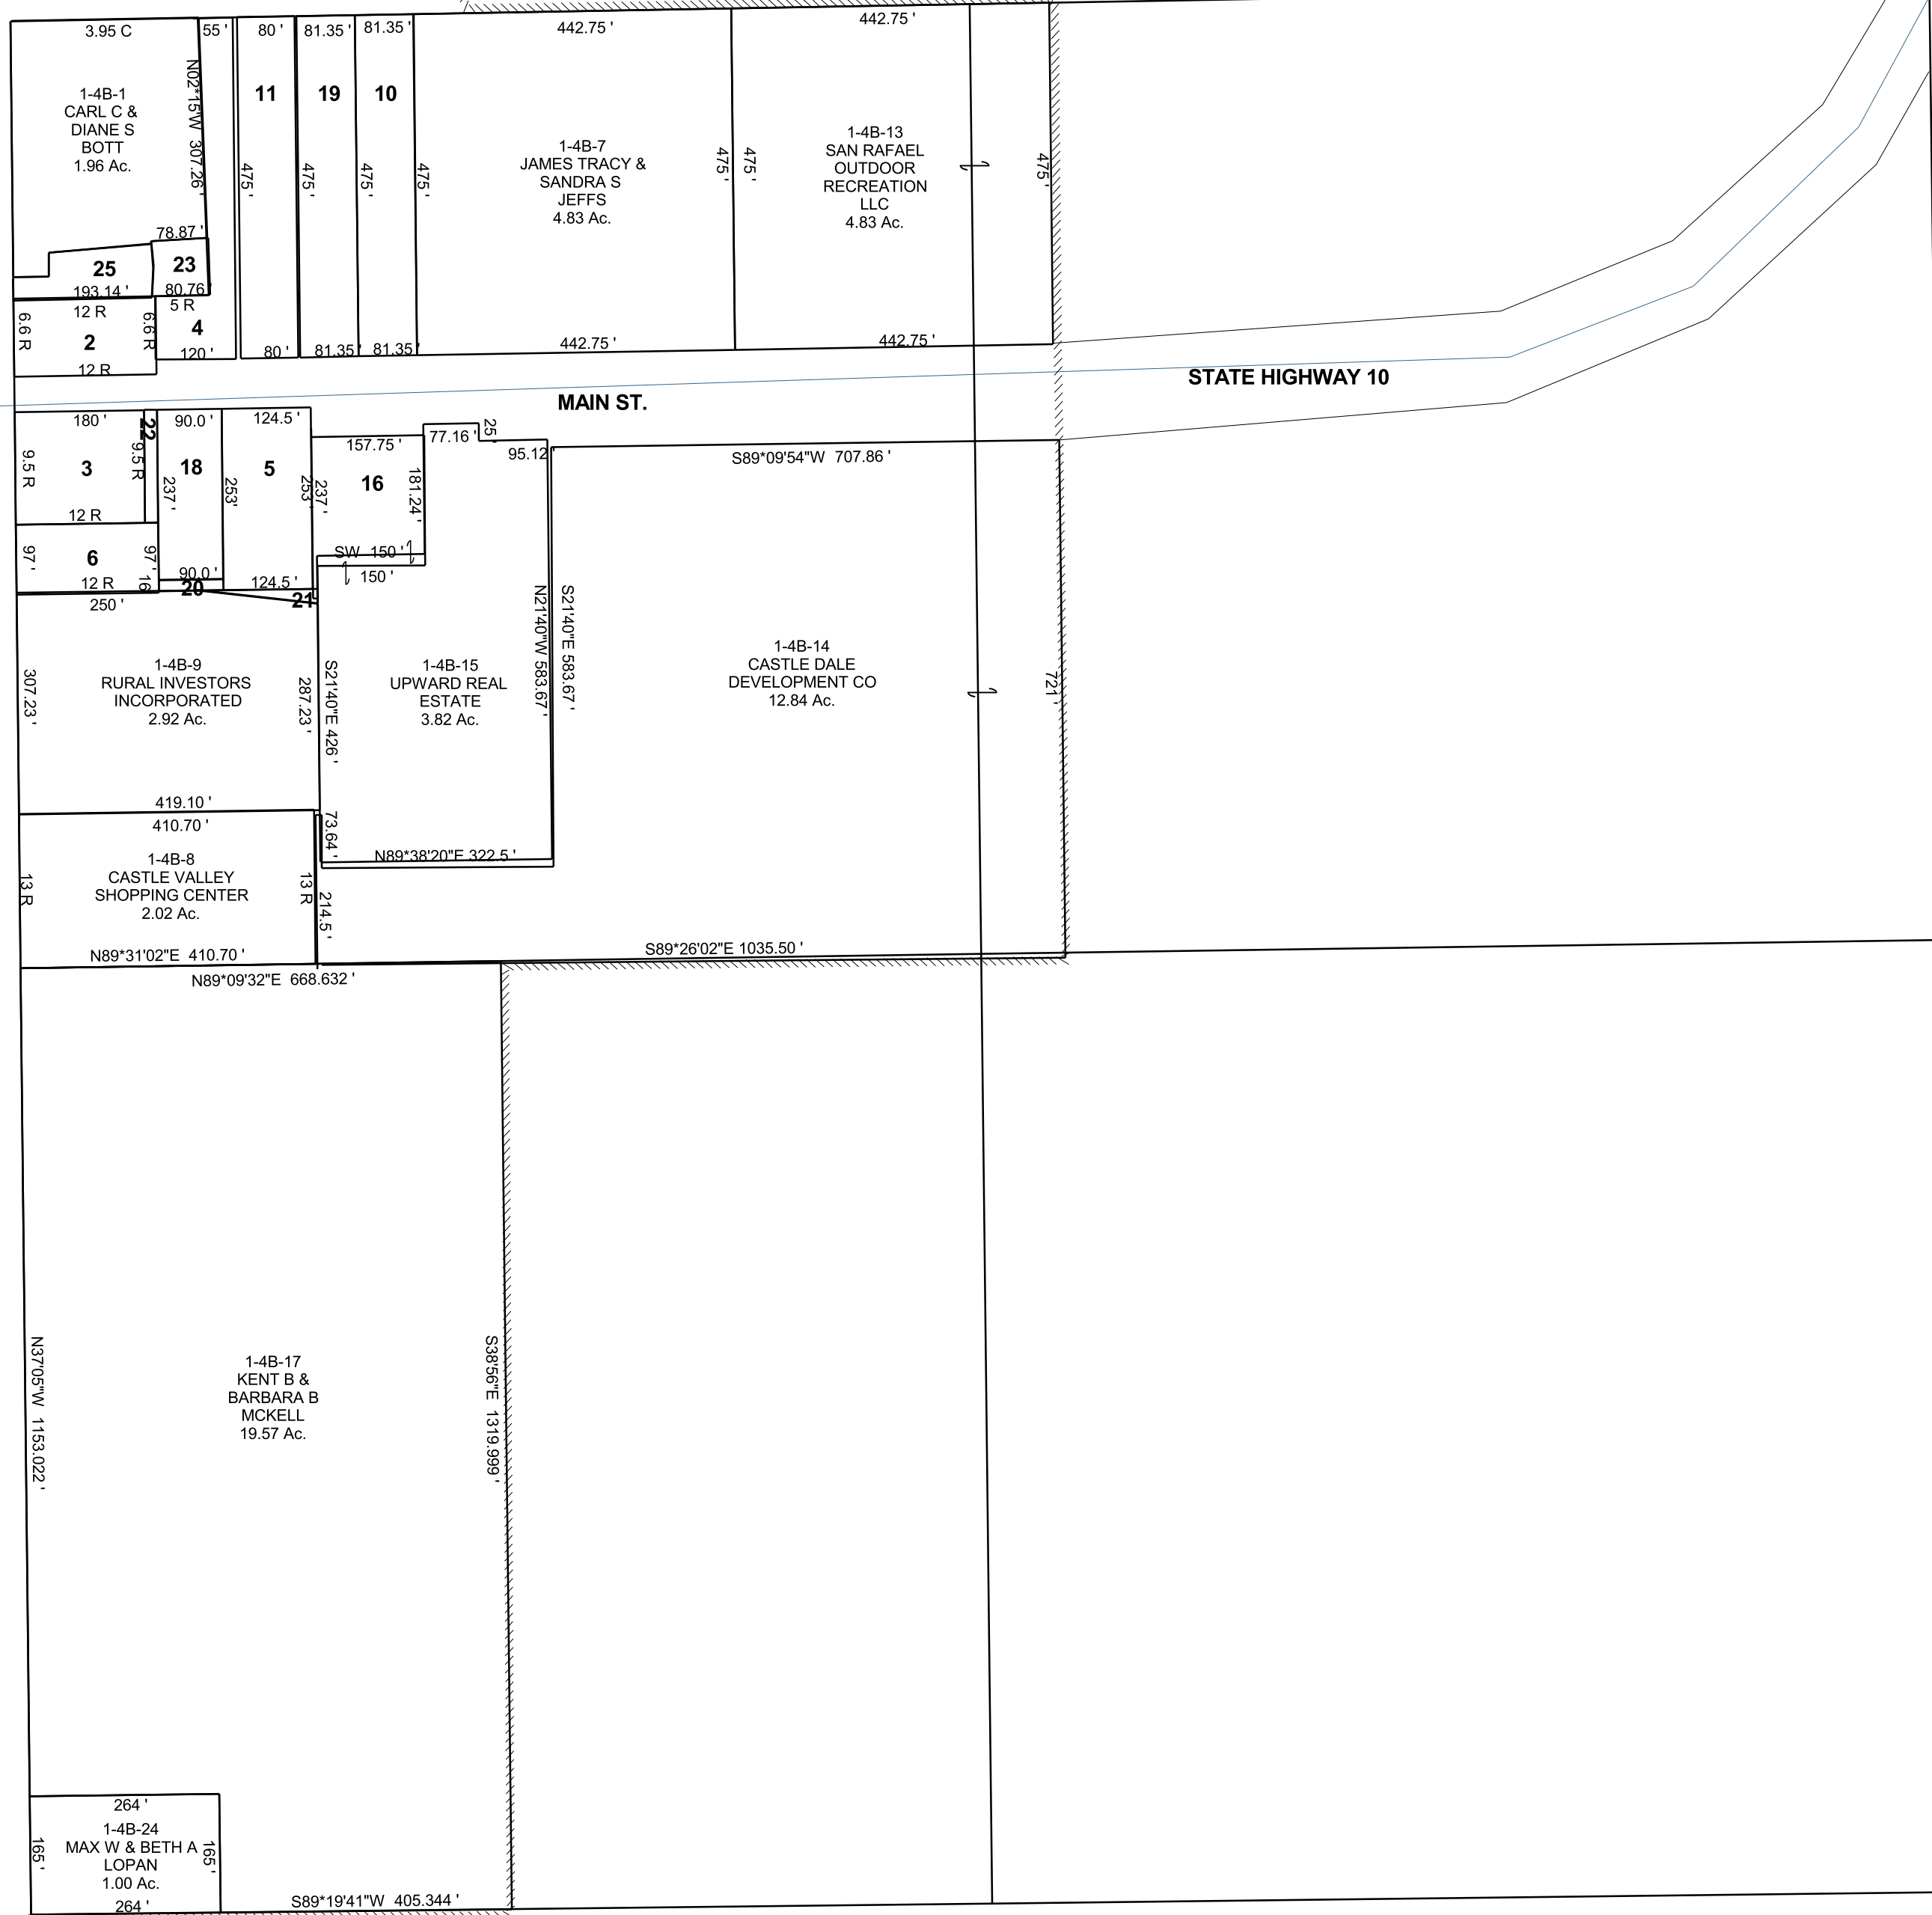 3.95 C
55 '
80 '
81.35 '
81.35 '
442.75 '
442.75 '
N02*15'W 307.26 '
11
19
10
1-4B-1
CARL C &
DIANE S
BOTT
1.96 Ac.
1-4B-7
JAMES TRACY &
SANDRA S
JEFFS
4.83 Ac.
1-4B-13
SAN RAFAEL
OUTDOOR
RECREATION
LLC
4.83 Ac.
475 '
475 '
475 '
475 '
475 '
475 '
475 '
78.87 '
25
23
193.14 '
80.76 '
12 R
5 R
6.6 R
6.6 R
2
4
12 R
120 '
80 '
81.35 '
81.35 '
442.75 '
442.75 '
MAIN ST.
STATE HIGHWAY 10
180 '
22
90.0 '
124.5 '
157.75 '
77.16 '
25 '
95.12 '
S89*09'54"W 707.86 '
9.5 R
3
9.5 R
18
5
16
237 '
253'
253 '
237 '
181.24 '
12 R
97 '
6
97 '
SW 150 '
150 '
12 R
16 '
90.0 '
20
124.5 '
21
250 '
1-4B-9
RURAL INVESTORS
INCORPORATED
2.92 Ac.
307.23 '
287.23 '
S21'40"E 426 '
1-4B-15
UPWARD REAL
ESTATE
3.82 Ac.
N21'40"W 583.67 '
S21'40"E 583.67 '
1-4B-14
CASTLE DALE
DEVELOPMENT CO
12.84 Ac.
721 '
419.10 '
410.70 '
73.64 '
N89*38'20"E 322.5 '
1-4B-8
CASTLE VALLEY
SHOPPING CENTER
2.02 Ac.
13 R
13 R
214.5 '
N89*31'02"E 410.70 '
S89*26'02"E 1035.50 '
N89*09'32"E 668.632 '
N37'05"W 1153.022 '
S38'56"E 1319.999 '
1-4B-17
KENT B &
BARBARA B
MCKELL
19.57 Ac.
264 '
1-4B-24
MAX W & BETH A
LOPAN
1.00 Ac.
165 '
165 '
264 '
S89*19'41"W 405.344 '